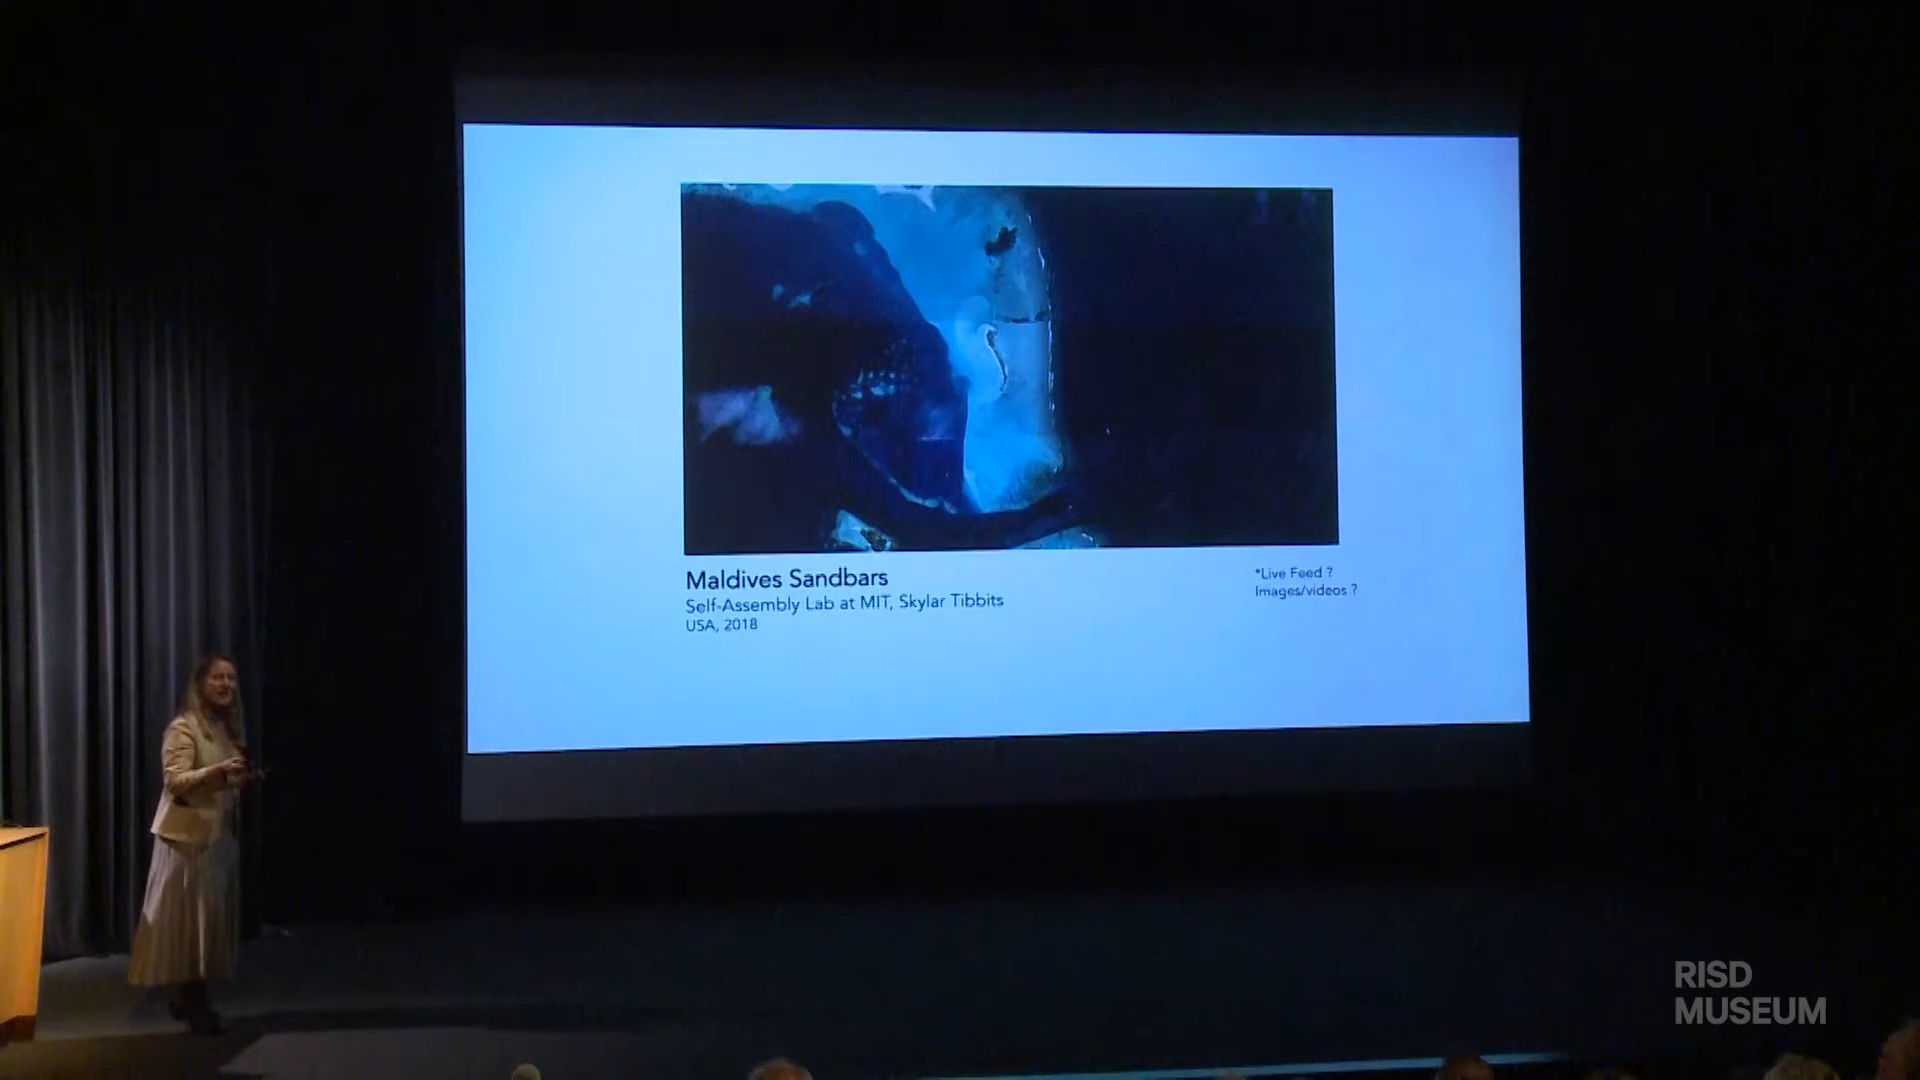 Maldives Sandbars
Self-Assembly Lab at MIT, Skylar Tibbits
USA, 2018
*Live Feed ?
Images/videos ?
RISD
MUSEUM